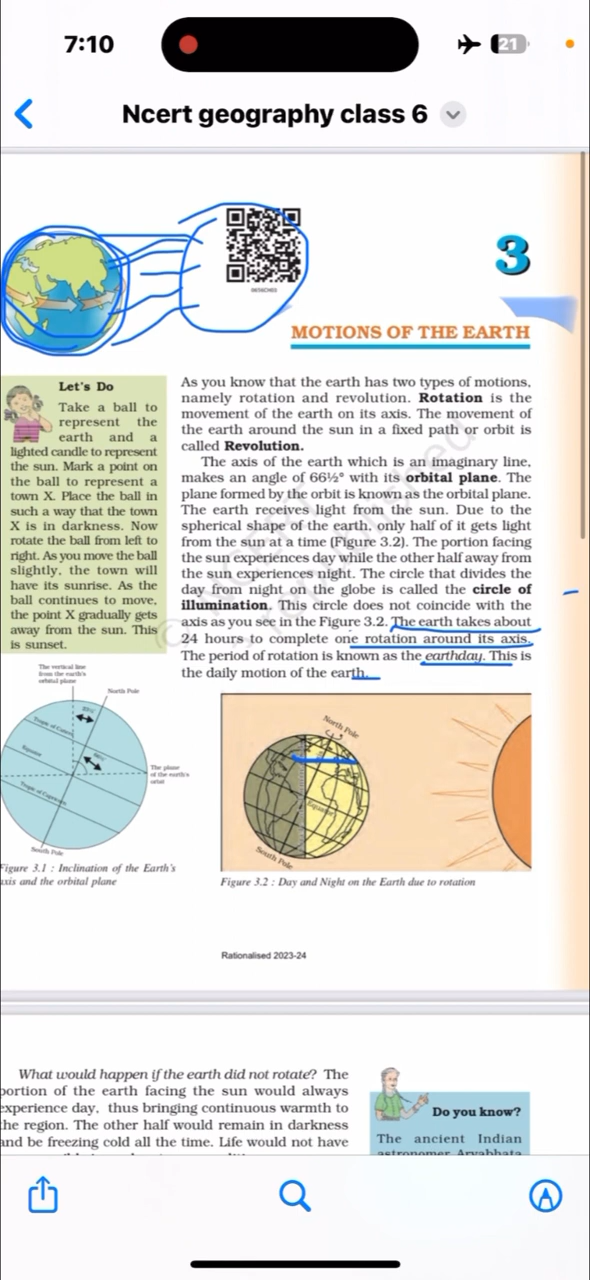 7:10
21
Ncert geography class 6
3
MOTIONS OF THE EARTH
Let's Do
Take a ball to
represent the
earth and a
lighted candle to represent
the sun. Mark a point on
the ball to represent a
town X. Place the ball in
such a way that the town
X is in darkness. Now
rotate the ball from left to
right. As you move the ball
slightly, the town will
have its sunrise. As the
ball continues to move,
the point X gradually gets
away from the sun. This
is sunset.
As you know that the earth has two types of motions,
namely rotation and revolution. Rotation is the
movement of the earth on its axis. The movement of
the earth around the sun in a fixed path or orbit is
called Revolution.
The axis of the earth which is an imaginary line,
makes an angle of 66½° with its orbital plane. The
plane formed by the orbit is known as the orbital plane.
The earth receives light from the sun. Due to the
spherical shape of the earth, only half of it gets light
from the sun at a time (Figure 3.2). The portion facing
the sun experiences day while the other half away from
the sun experiences night. The circle that divides the
day from night on the globe is called the circle of
illumination. This circle does not coincide with the
axis as you see in the Figure 3.2. The earth takes about
24 hours to complete one rotation around its axis.
The period of rotation is known as the earthday. This is
the daily motion of the earth.
The vertical line
from the earth's
orbital plane
North Pole
23½°
Tropic of Cancer
Equator
66½°
The plane
of the earth's
orbit
Tropic of Capricorn
South Pole
Figure 3.1 : Inclination of the Earth's
axis and the orbital plane
North Pole
Equator
South Pole
Figure 3.2 : Day and Night on the Earth due to rotation
Rationalised 2023-24
What would happen if the earth did not rotate? The
portion of the earth facing the sun would always
experience day, thus bringing continuous warmth to
the region. The other half would remain in darkness
and be freezing cold all the time. Life would not have
Do you know?
The ancient Indian
astronomer Aryabhata